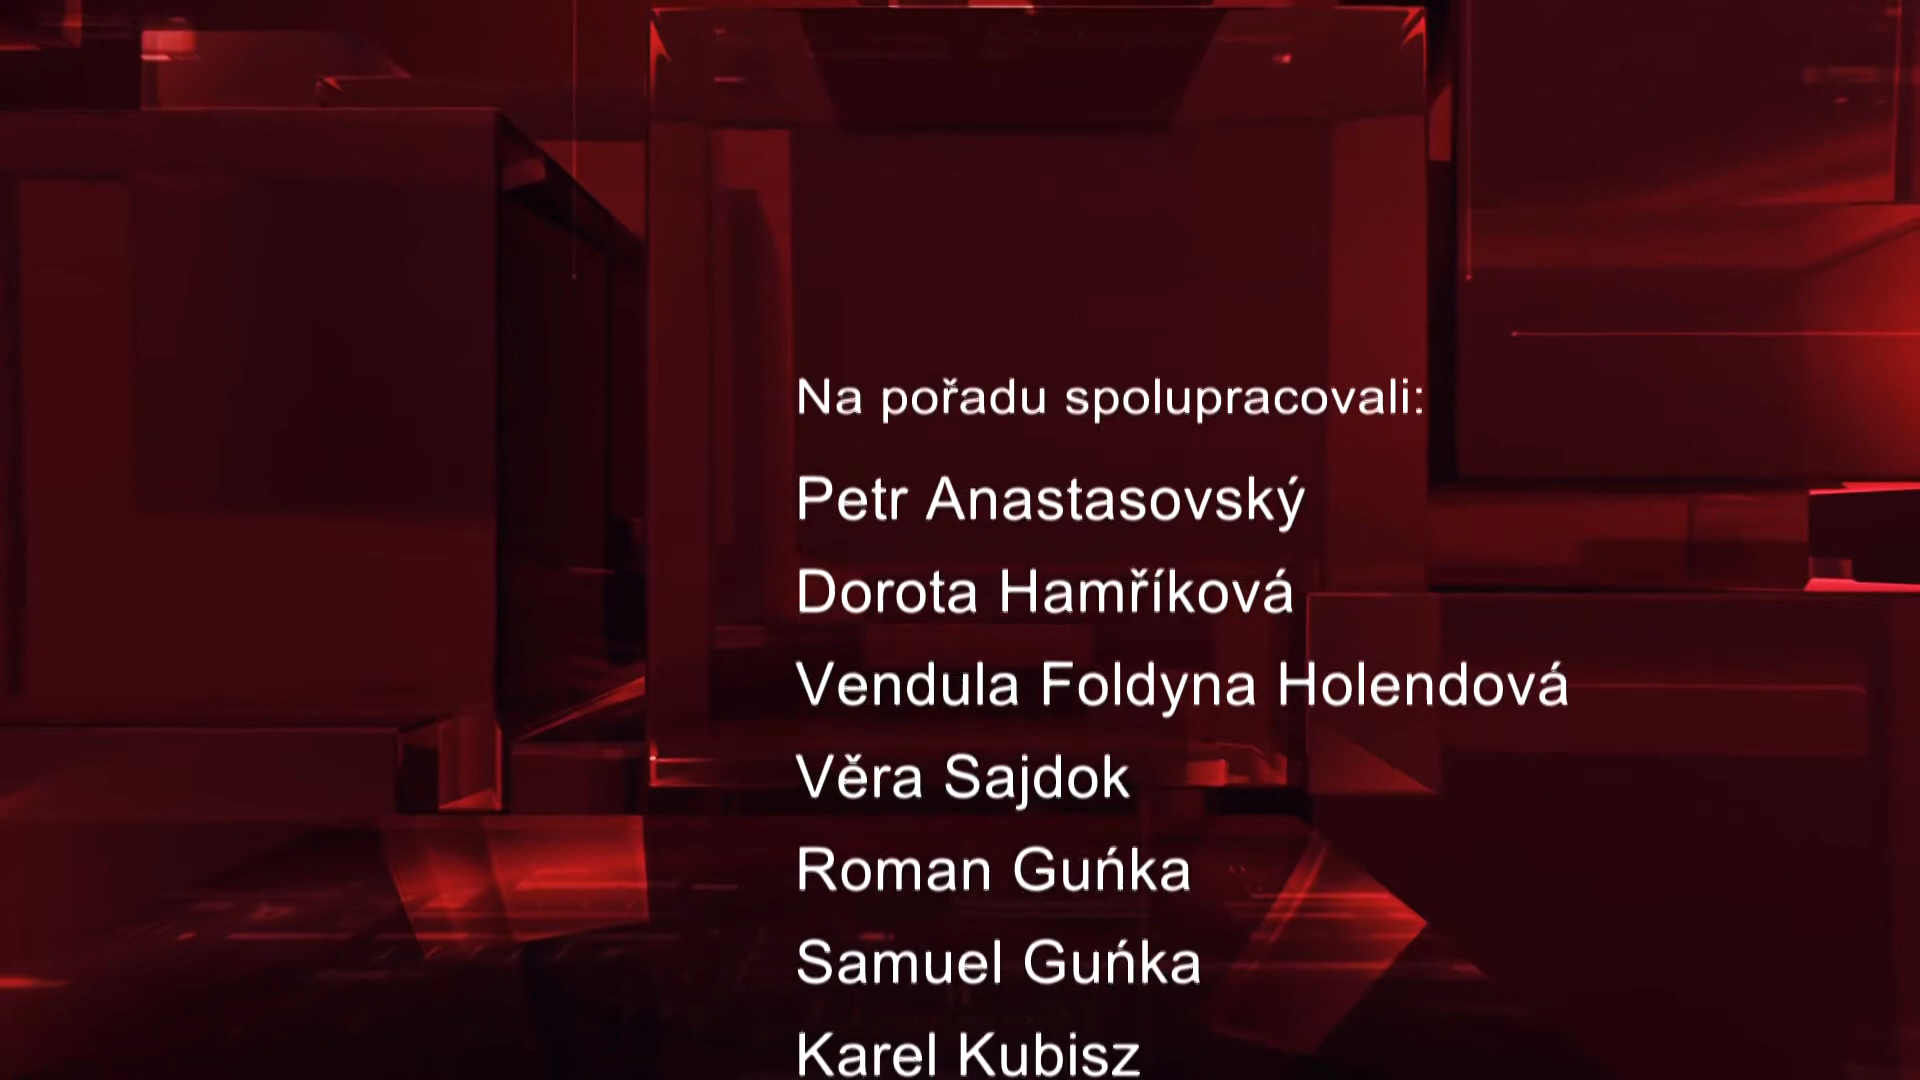 Na pořadu spolupracovali:
Petr Anastasovský
Dorota Hamříková
Vendula Foldyna Holendová
Věra Sajdok
Roman Guńka
Samuel Guńka
Karel Kubisz